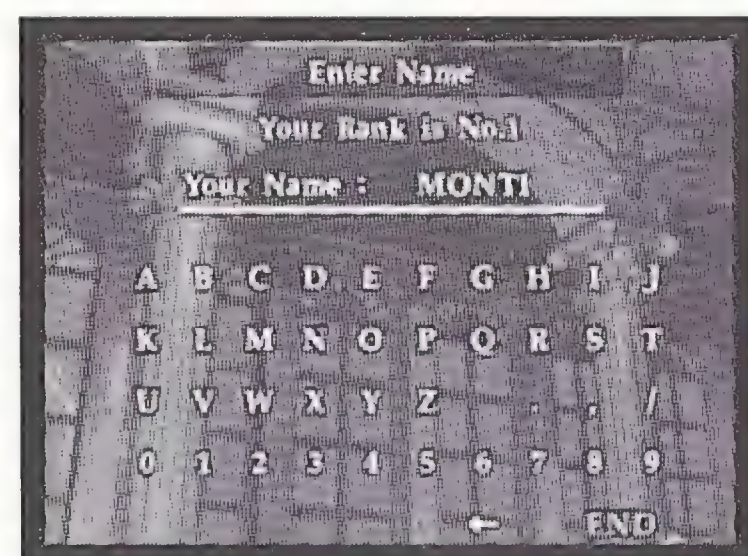 Enter Name
Your Rank is No.1
Your Name : MONTI
A B C D E F G H I J
K L M N O P Q R S T
U V W X Y Z . , /
0 1 2 3 4 5 6 7 8 9
← END